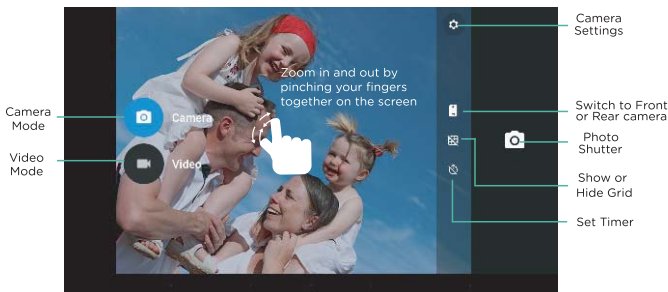 Camera
Settings
Zoom in and out by
pinching your fingers
together on the screen
Camera
Mode
Camera
Switch to Front
or Rear camera
Photo
Shutter
Video
Mode
Video
Show or
Hide Grid
Set Timer